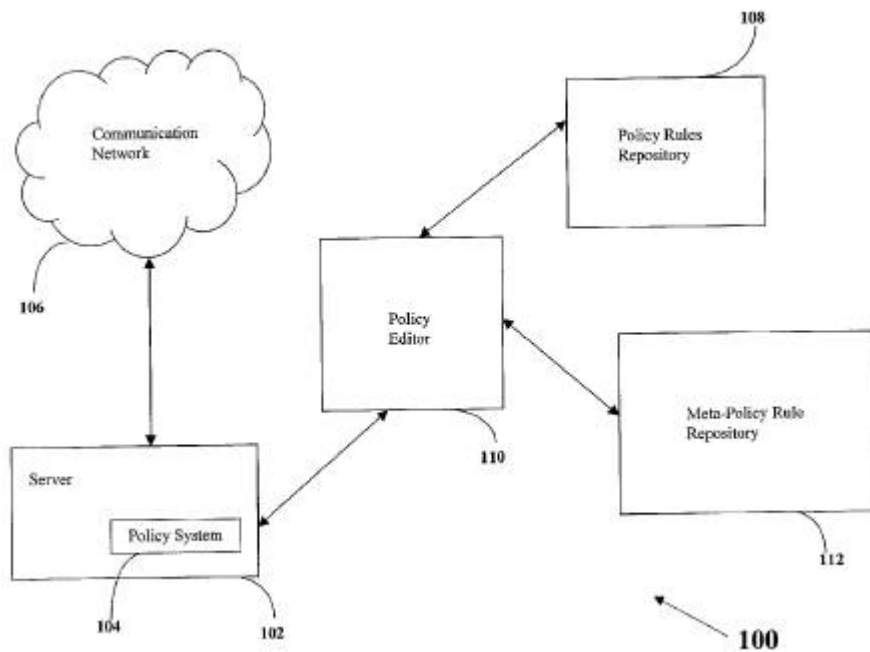 108
Communication
Network
Policy Rules
Repository
106
Policy
Editor
Meta-Policy Rule
Repository
110
Server
Policy System
112
104
102
100